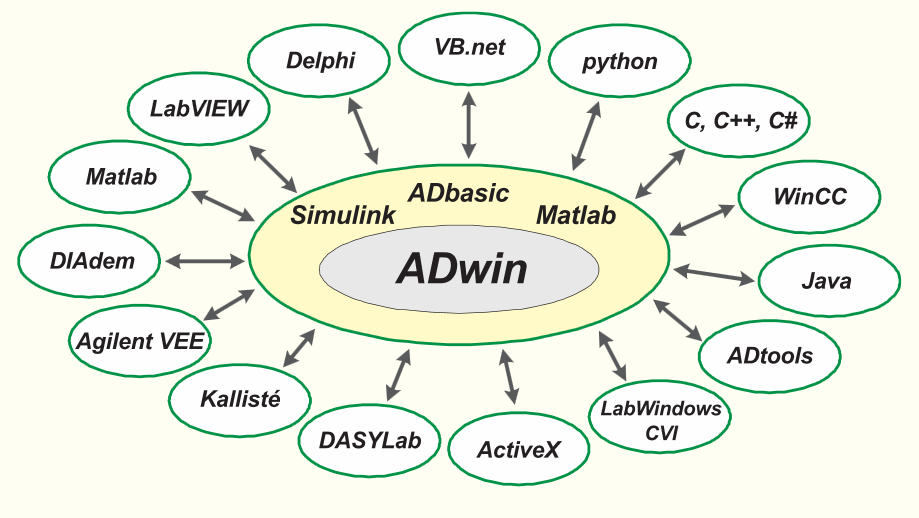 VB.net
Delphi
python
LabVIEW
C, C++, C#
Matlab
ADbasic
WinCC
Simulink
Matlab
DIAdem
ADwin
Java
Agilent VEE
ADtools
Kallisté
LabWindows
CVI
DASYLab
ActiveX